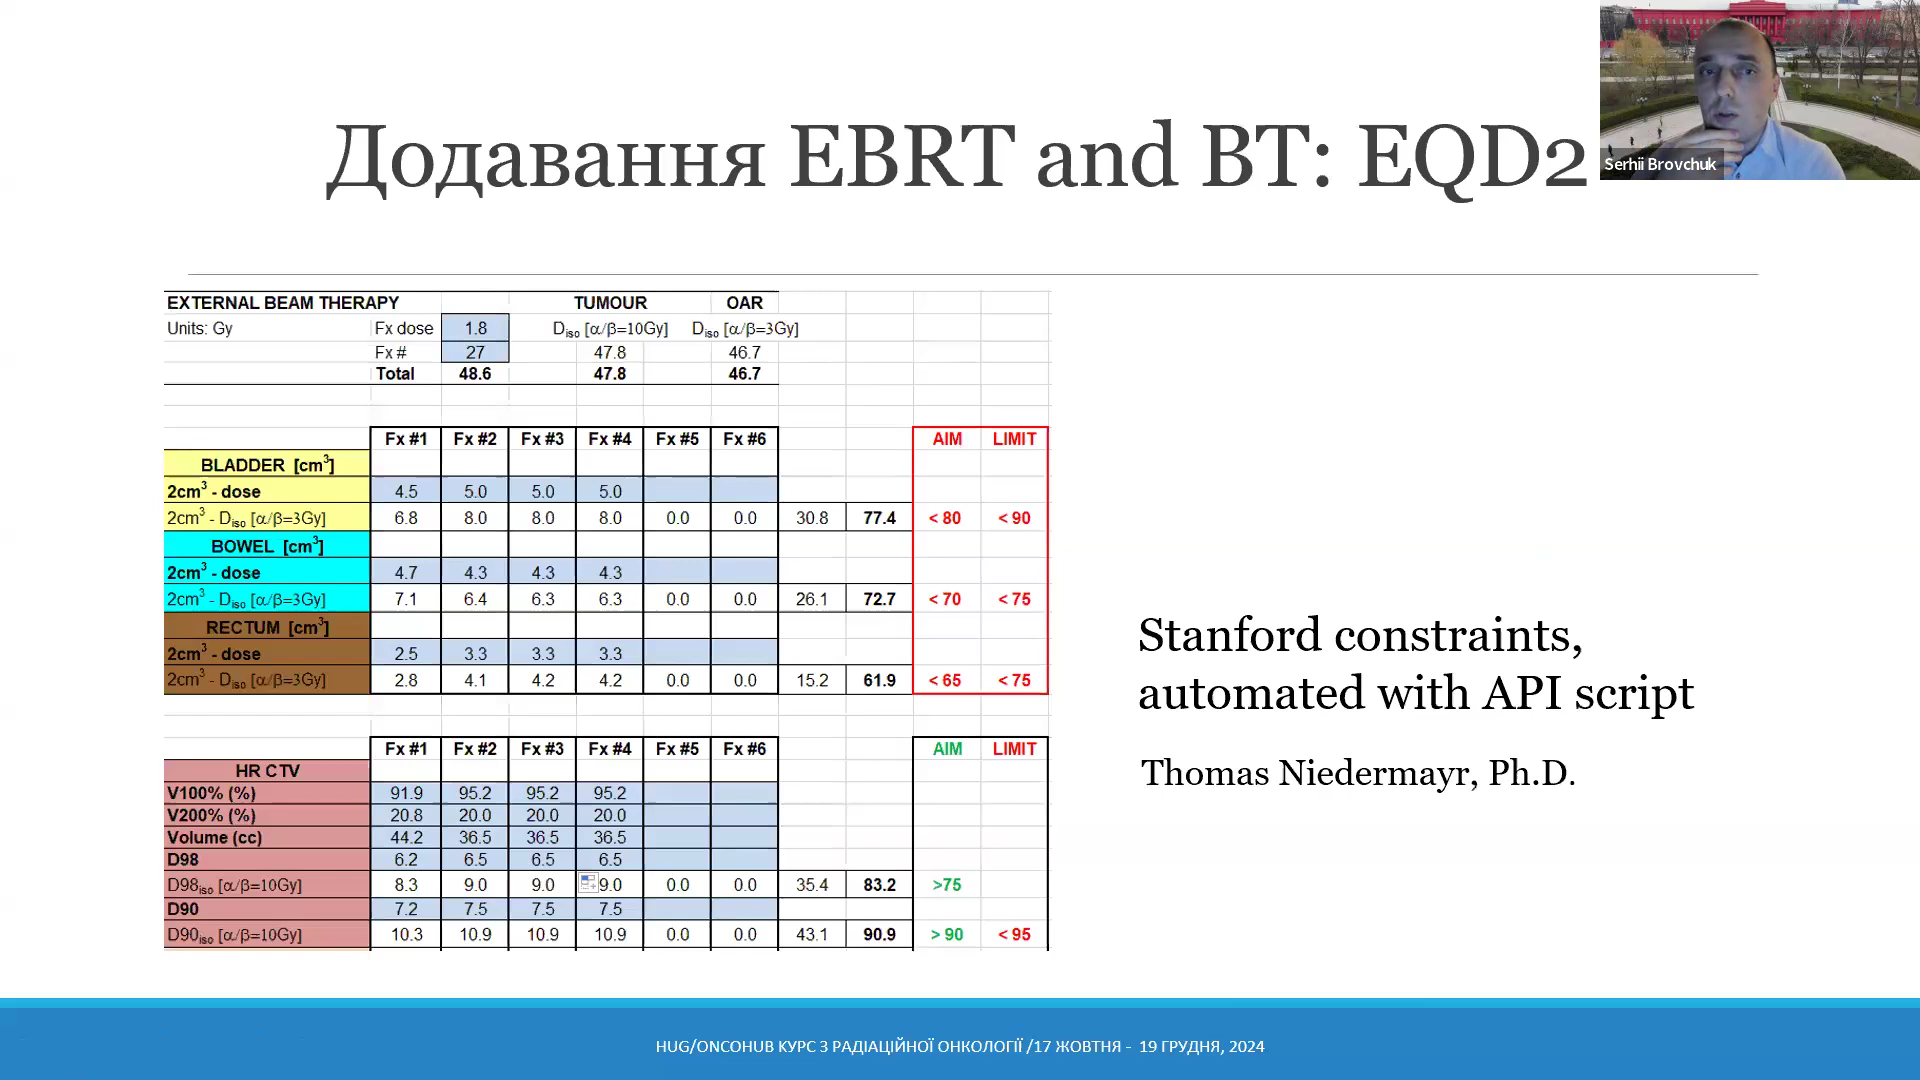 Додавання EBRT and BT: EQD2
Serhii Brovchuk
EXTERNAL BEAM THERAPY TUMOUR OAR
Units: Gy Fx dose 1.8 Diso [α/β=10Gy] Diso [α/β=3Gy]
Fx # 27 47.8 46.7
Total 48.6 47.8 46.7
Fx #1 Fx #2 Fx #3 Fx #4 Fx #5 Fx #6 AIM LIMIT
BLADDER [cm3]
2cm3 - dose 4.5 5.0 5.0 5.0
2cm3 - Diso [α/β=3Gy] 6.8 8.0 8.0 8.0 0.0 0.0 30.8 77.4 < 80 < 90
BOWEL [cm3]
2cm3 - dose 4.7 4.3 4.3 4.3
2cm3 - Diso [α/β=3Gy] 7.1 6.4 6.3 6.3 0.0 0.0 26.1 72.7 < 70 < 75
RECTUM [cm3]
2cm3 - dose 2.5 3.3 3.3 3.3
2cm3 - Diso [α/β=3Gy] 2.8 4.1 4.2 4.2 0.0 0.0 15.2 61.9 < 65 < 75
Fx #1 Fx #2 Fx #3 Fx #4 Fx #5 Fx #6 AIM LIMIT
HR CTV
V100% (%) 91.9 95.2 95.2 95.2
V200% (%) 20.8 20.0 20.0 20.0
Volume (cc) 44.2 36.5 36.5 36.5
D98 6.2 6.5 6.5 6.5
D98iso [α/β=10Gy] 8.3 9.0 9.0 9.0 0.0 0.0 35.4 83.2 >75
D90 7.2 7.5 7.5 7.5
D90iso [α/β=10Gy] 10.3 10.9 10.9 10.9 0.0 0.0 43.1 90.9 > 90 < 95
Stanford constraints,
automated with API script
Thomas Niedermayr, Ph.D.
HUG/ONCOHUB КУРС З РАДІАЦІЙНОЇ ОНКОЛОГІЇ /17 ЖОВТНЯ - 19 ГРУДНЯ, 2024